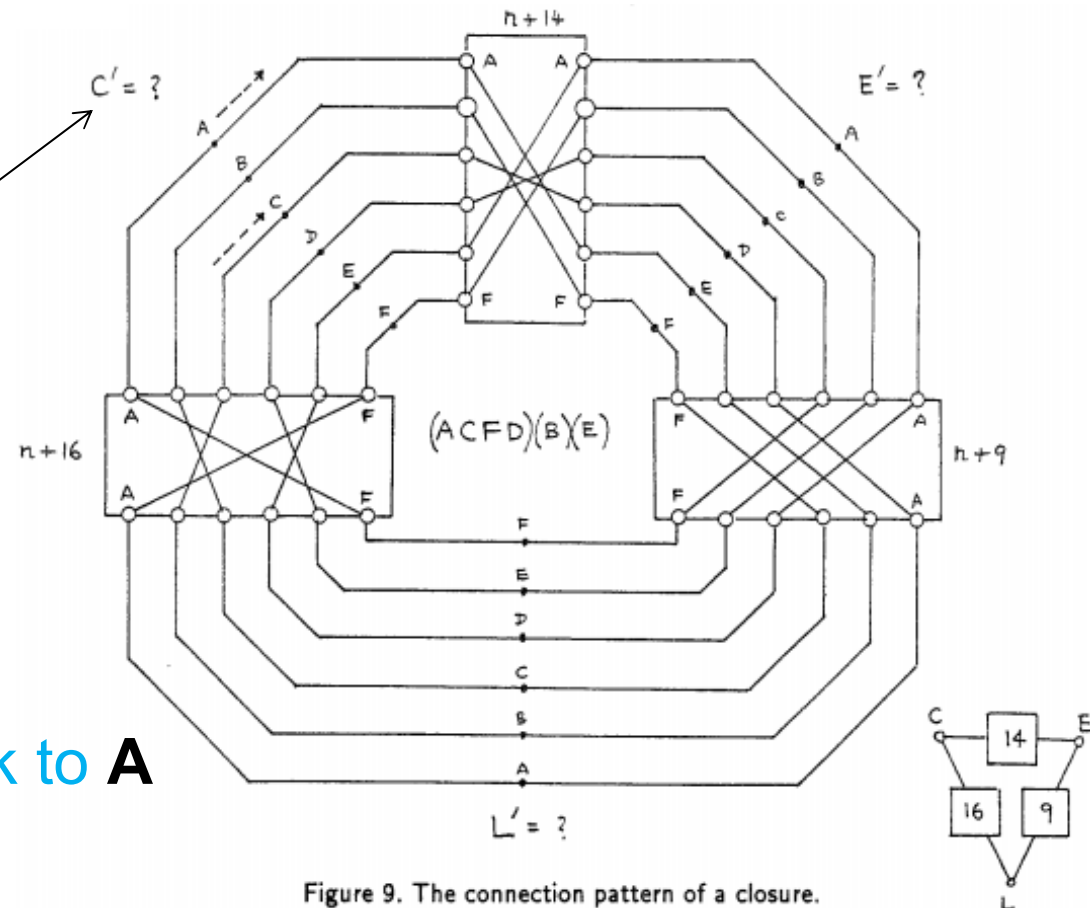 n+14
A A
C' = ?
E' = ?
A
B
C
D
E
F
F F
A
B
C
D
E
F
A F
F A
n+16
(ACFD)(B)(E)
n+9
A F
F A
F
E
D
C
B
A
k to A
L' = ?
C 14 E
16 9
L
Figure 9. The connection pattern of a closure.